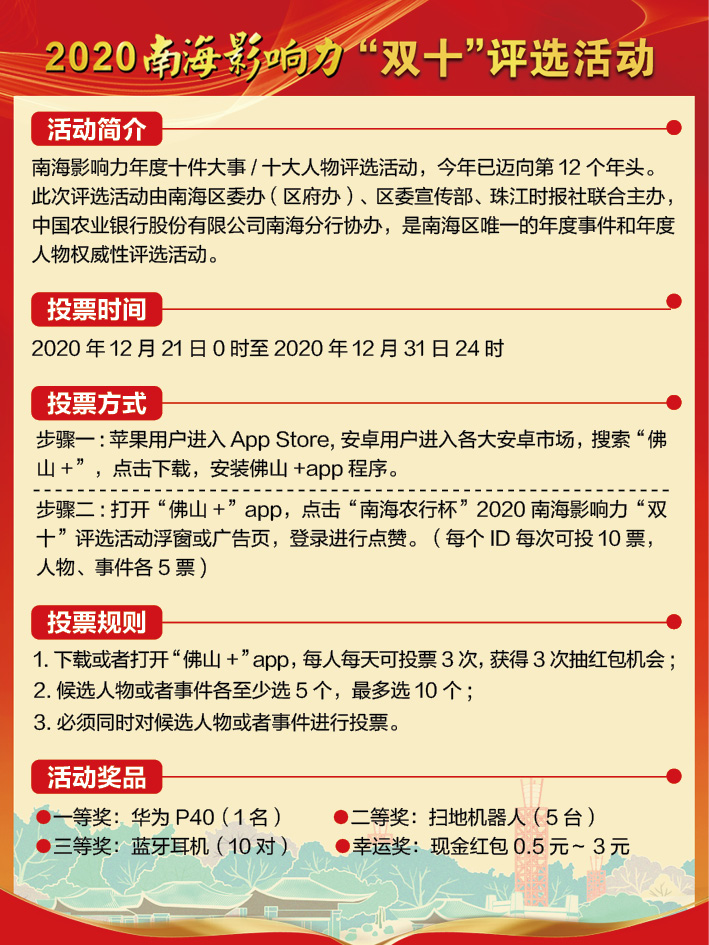 2020南海影响力“双十”评选活动
活动简介
南海影响力年度十件大事 / 十大人物评选活动，今年已迈向第 12 个年头。
此次评选活动由南海区委办（区府办）、区委宣传部、珠江时报社联合主办，
中国农业银行股份有限公司南海分行协办，是南海区唯一的年度事件和年度
人物权威性评选活动。
投票时间
2020 年 12 月 21 日 0 时至 2020 年 12 月 31 日 24 时
投票方式
步骤一：苹果用户进入 App Store, 安卓用户进入各大安卓市场，搜索“佛
山 +”，点击下载，安装佛山 +app 程序。
步骤二：打开“佛山 +”app，点击“南海农行杯”2020 南海影响力“双
十”评选活动浮窗或广告页，登录进行点赞。（每个 ID 每次可投 10 票，
人物、事件各 5 票）
投票规则
1. 下载或者打开“佛山 +”app，每人每天可投票 3 次，获得 3 次抽红包机会；
2. 候选人物或者事件各至少选 5 个，最多选 10 个；
3. 必须同时对候选人物或者事件进行投票。
活动奖品
●一等奖：华为 P40（1 名） ●二等奖：扫地机器人（5 台）
●三等奖：蓝牙耳机（10 对） ●幸运奖：现金红包 0.5 元～ 3 元